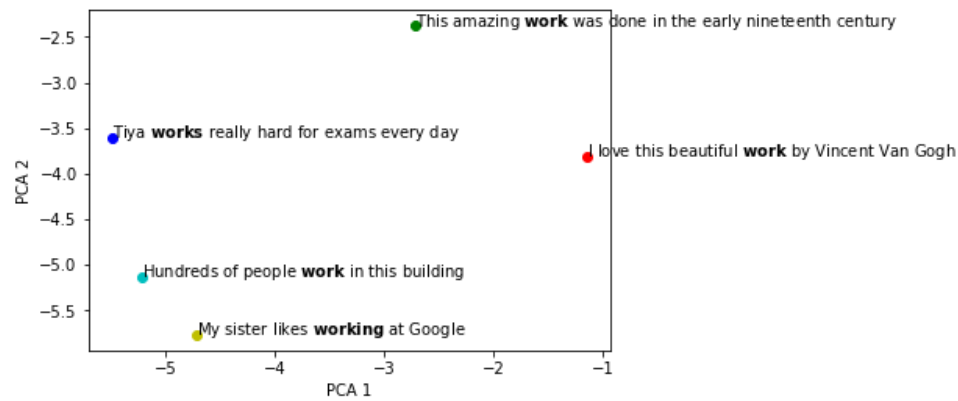 −2.5
This amazing work was done in the early nineteenth century
−3.0
−3.5
Tiya works really hard for exams every day
I love this beautiful work by Vincent Van Gogh
PCA 2
−4.0
−4.5
−5.0
Hundreds of people work in this building
−5.5
My sister likes working at Google
−5 −4 −3 −2 −1
PCA 1